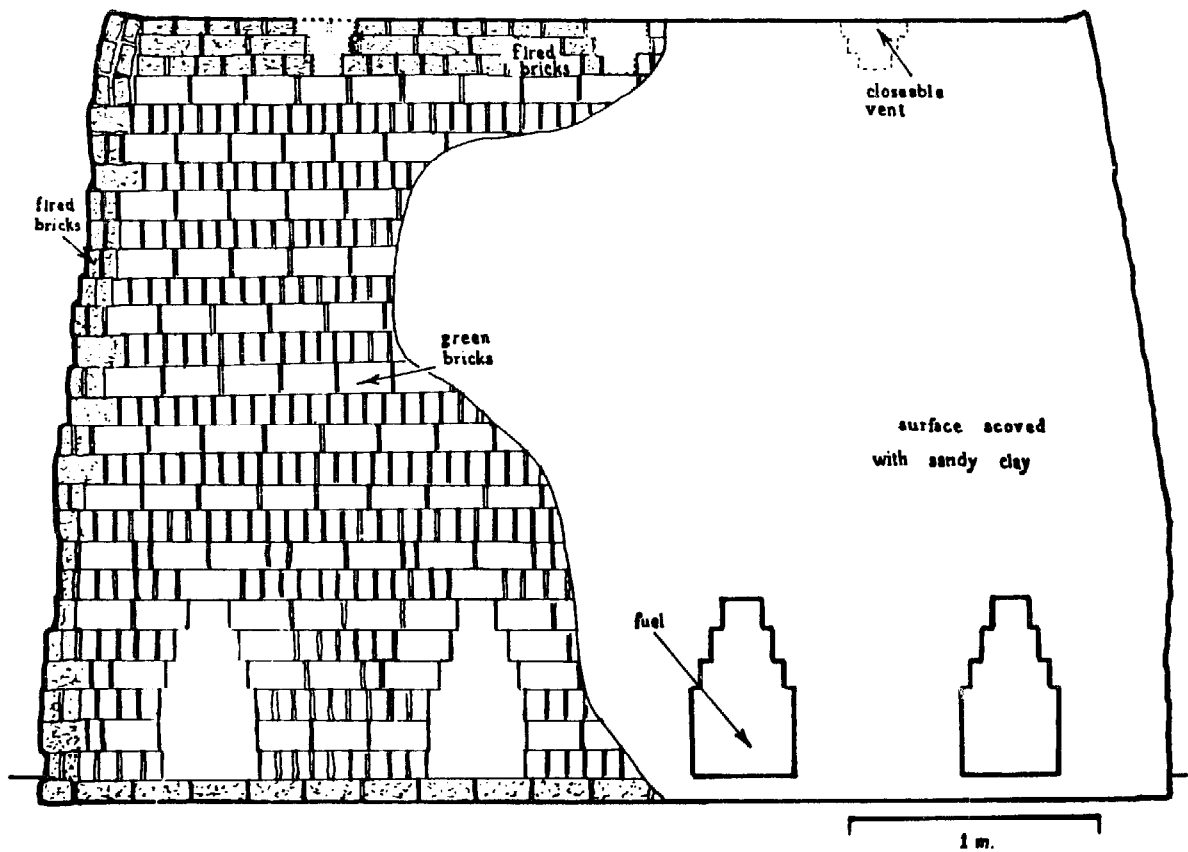 fired
bricks
closeable
vent
fired
bricks
green
bricks
surface scoved
with sandy clay
fuel
1 m.